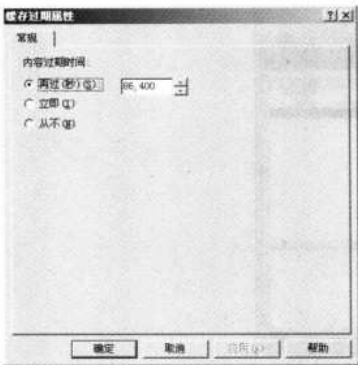 缓存过期属性
常规
内容过期时间:
再过(秒)(S): 86,400
立即(I)
从不(N)
确定 取消 应用(A) 帮助